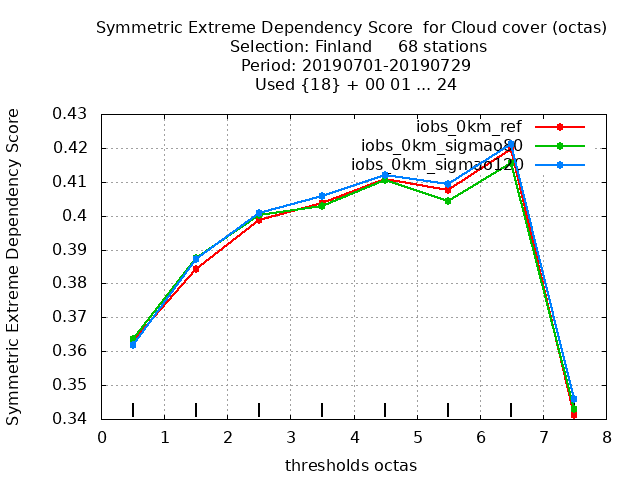 Symmetric Extreme Dependency Score  for Cloud cover (octas)
Selection: Finland     68 stations
Period: 20190701-20190729
Used {18} + 00 01 ... 24
Symmetric Extreme Dependency Score
0.43
0.42
0.41
0.4
0.39
0.38
0.37
0.36
0.35
0.34
iobs_0km_ref
iobs_0km_sigmao80
iobs_0km_sigmao120
0 1 2 3 4 5 6 7 8
thresholds octas